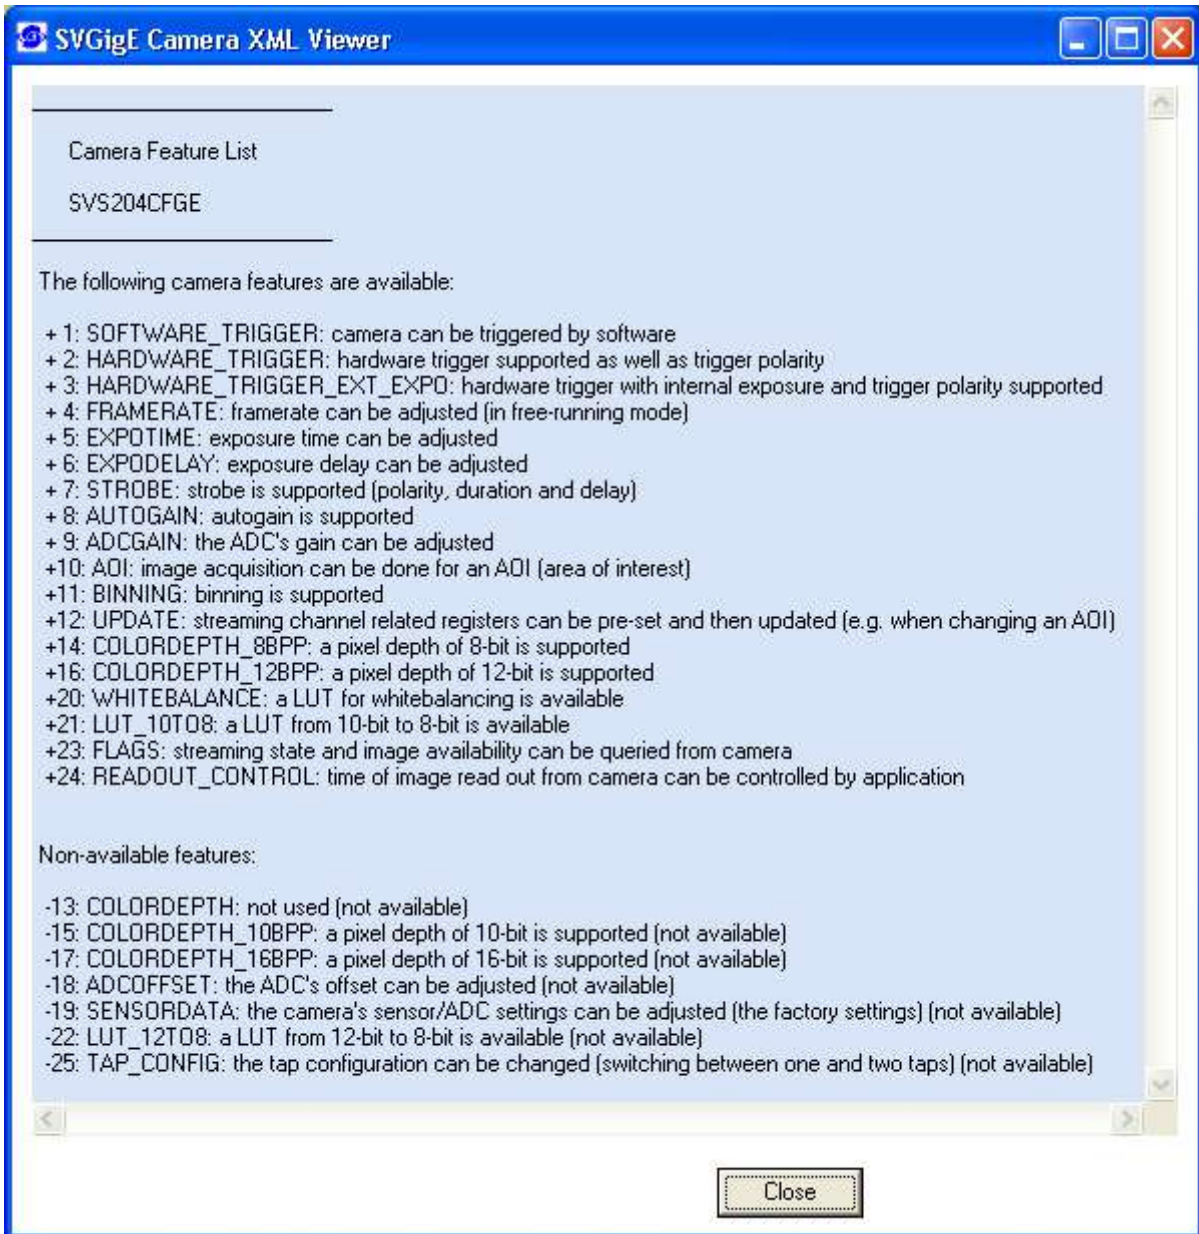 SVGigE Camera XML Viewer
Camera Feature List
SVS204CFGE
The following camera features are available:
+ 1: SOFTWARE_TRIGGER: camera can be triggered by software
+ 2: HARDWARE_TRIGGER: hardware trigger supported as well as trigger polarity
+ 3: HARDWARE_TRIGGER_EXT_EXPO: hardware trigger with internal exposure and trigger polarity supported
+ 4: FRAMERATE: framerate can be adjusted (in free-running mode)
+ 5: EXPOTIME: exposure time can be adjusted
+ 6: EXPODELAY: exposure delay can be adjusted
+ 7: STROBE: strobe is supported (polarity, duration and delay)
+ 8: AUTOGAIN: autogain is supported
+ 9: ADCGAIN: the ADC's gain can be adjusted
+10: AOI: image acquisition can be done for an AOI (area of interest)
+11: BINNING: binning is supported
+12: UPDATE: streaming channel related registers can be pre-set and then updated (e.g. when changing an AOI)
+14: COLORDEPTH_8BPP: a pixel depth of 8-bit is supported
+16: COLORDEPTH_12BPP: a pixel depth of 12-bit is supported
+20: WHITEBALANCE: a LUT for whitebalancing is available
+21: LUT_10TO8: a LUT from 10-bit to 8-bit is available
+23: FLAGS: streaming state and image availability can be queried from camera
+24: READOUT_CONTROL: time of image read out from camera can be controlled by application
Non-available features:
-13: COLORDEPTH: not used (not available)
-15: COLORDEPTH_10BPP: a pixel depth of 10-bit is supported (not available)
-17: COLORDEPTH_16BPP: a pixel depth of 16-bit is supported (not available)
-18: ADCOFFSET: the ADC's offset can be adjusted (not available)
-19: SENSORDATA: the camera's sensor/ADC settings can be adjusted (the factory settings) (not available)
-22: LUT_12TO8: a LUT from 12-bit to 8-bit is available (not available)
-25: TAP_CONFIG: the tap configuration can be changed (switching between one and two taps) (not available)
Close